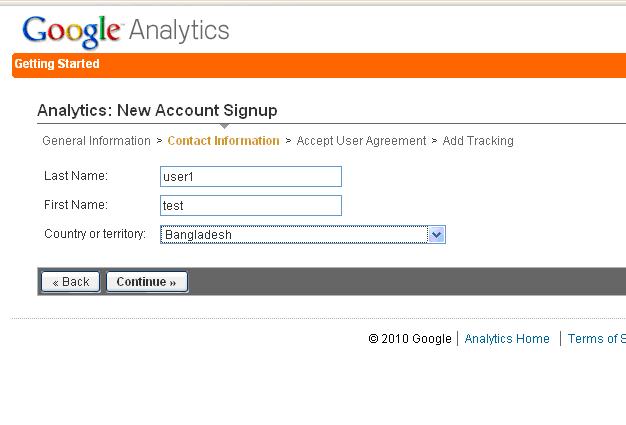 Google™ Analytics
Getting Started
Analytics: New Account Signup
General Information > Contact Information > Accept User Agreement > Add Tracking
Last Name: user1
First Name: test
Country or territory: Bangladesh
« Back Continue »
© 2010 Google | Analytics Home | Terms of S